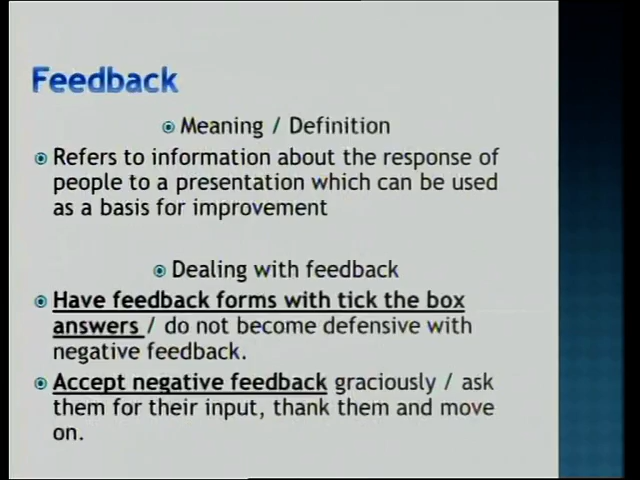 Feedback
Meaning / Definition
Refers to information about the response of
people to a presentation which can be used
as a basis for improvement
Dealing with feedback
Have feedback forms with tick the box
answers / do not become defensive with
negative feedback.
Accept negative feedback graciously / ask
them for their input, thank them and move
on.